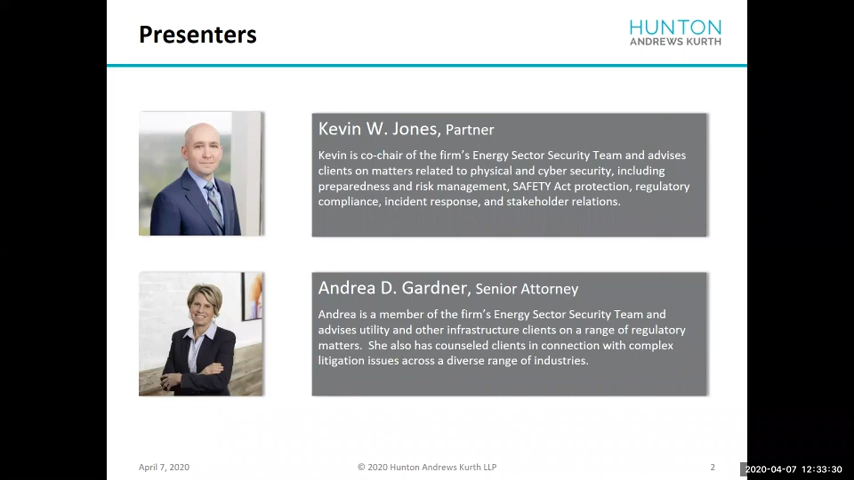 Presenters
HUNTON
ANDREWS KURTH
Kevin W. Jones, Partner
Kevin is co-chair of the firm's Energy Sector Security Team and advises
clients on matters related to physical and cyber security, including
preparedness and risk management, SAFETY Act protection, regulatory
compliance, incident response, and stakeholder relations.
Andrea D. Gardner, Senior Attorney
Andrea is a member of the firm's Energy Sector Security Team and
advises utility and other infrastructure clients on a range of regulatory
matters.  She also has counseled clients in connection with complex
litigation issues across a diverse range of industries.
April 7, 2020
© 2020 Hunton Andrews Kurth LLP
2
2020-04-07 12:33:30